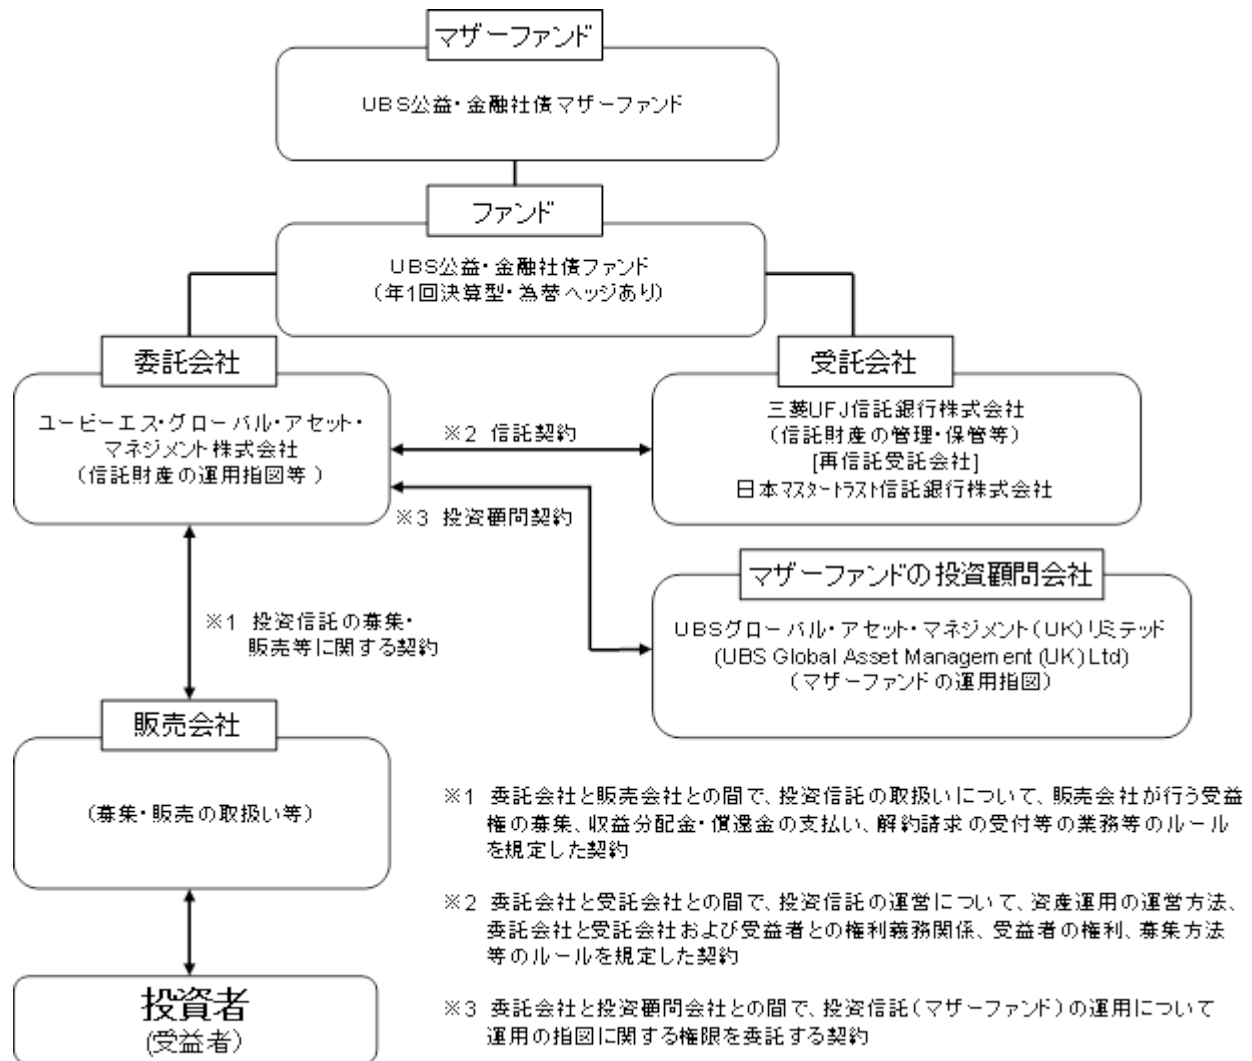 マザーファンド
UBS公益・金融社債マザーファンド
ファンド
UBS公益・金融社債ファンド
(年1回決算型・為替ヘッジあり)
委託会社
ユービーエス・グローバル・アセット・
マネジメント株式会社
(信託財産の運用指図等)
受託会社
三菱UFJ信託銀行株式会社
(信託財産の管理・保管等)
[再信託受託会社]
日本マスタートラスト信託銀行株式会社
※2 信託契約
※3 投資顧問契約
マザーファンドの投資顧問会社
UBSグローバル・アセット・マネジメント(UK)リミテッド
(UBS Global Asset Management (UK) Ltd)
(マザーファンドの運用指図)
※1 投資信託の募集・
販売等に関する契約
販売会社
(募集・販売の取扱い等)
投資者
(受益者)
※1 委託会社と販売会社との間で、投資信託の取扱いについて、販売会社が行う受益
権の募集、収益分配金・償還金の支払い、解約請求の受付等の業務等のルール
を規定した契約
※2 委託会社と受託会社との間で、投資信託の運営について、資産運用の運営方法、
委託会社と受託会社および受益者との権利義務関係、受益者の権利、募集方法
等のルールを規定した契約
※3 委託会社と投資顧問会社との間で、投資信託(マザーファンド)の運用について
運用の指図に関する権限を委託する契約